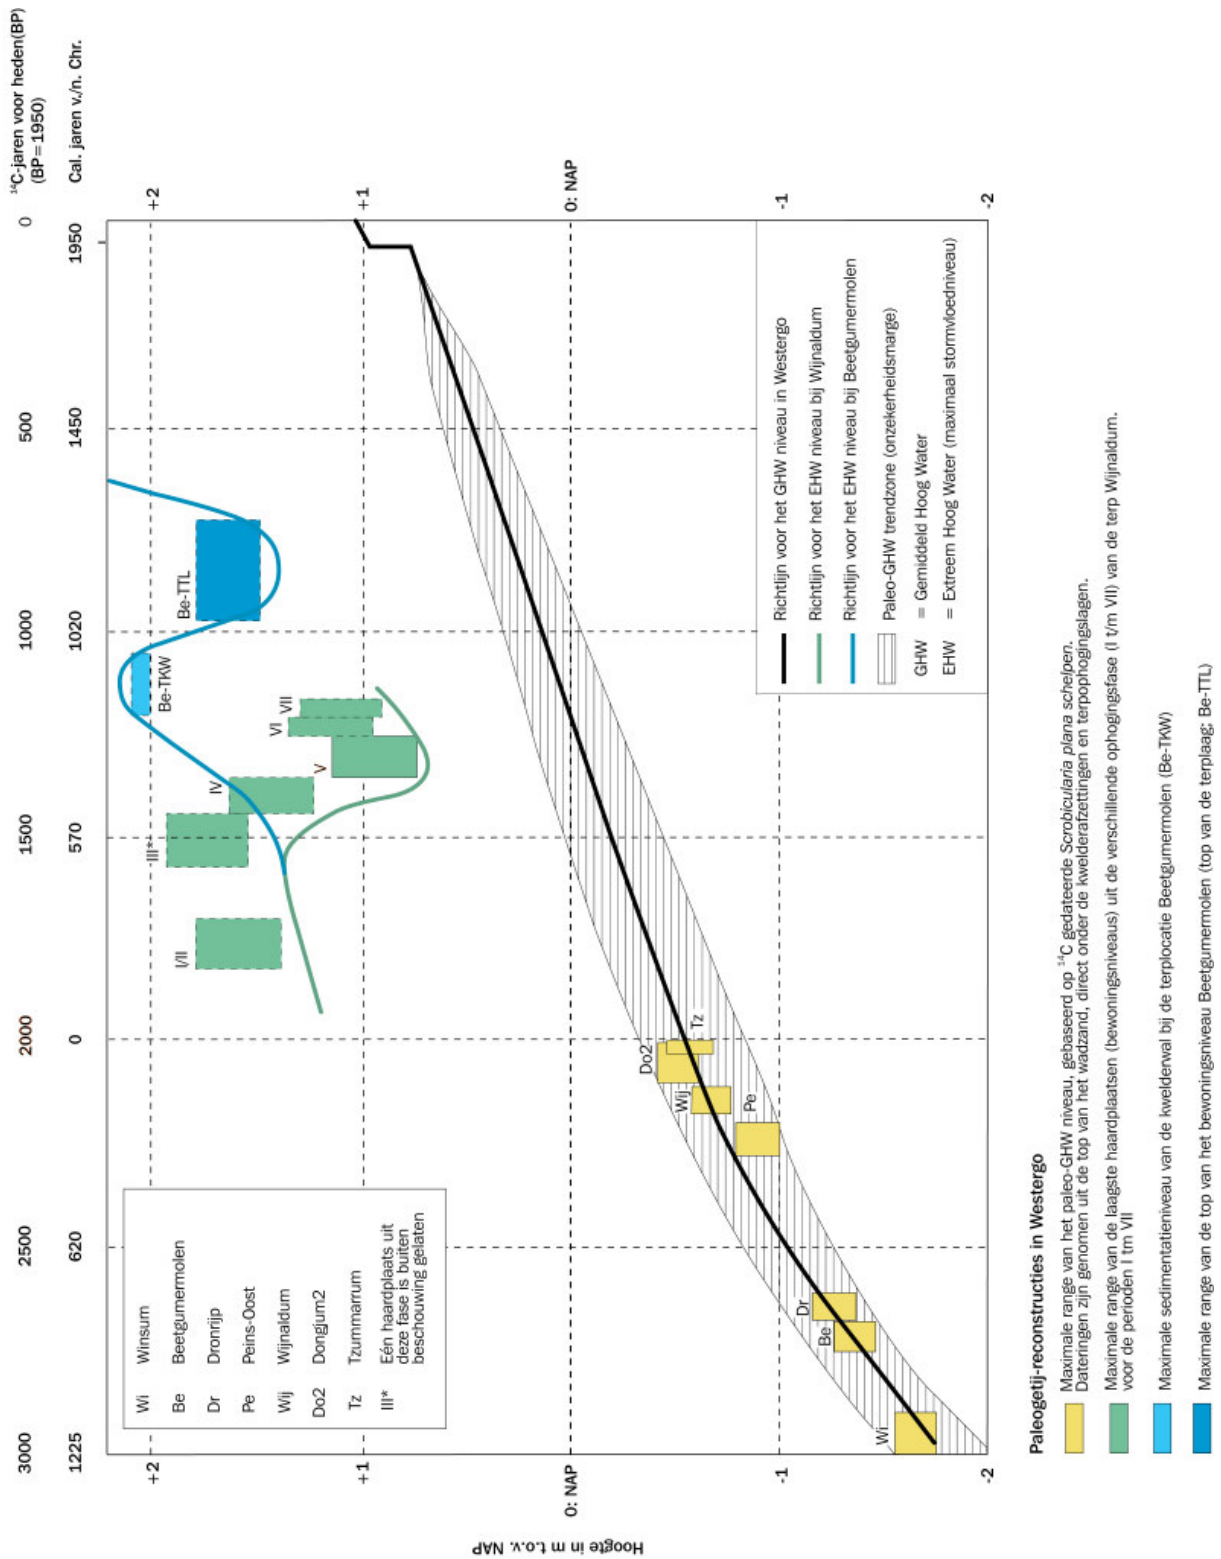 Hoogte in m t.o.v. NAP
3000
2500
2000
1500
1000
500
0
¹⁴C-jaren voor heden(BP)
(BP=1950)
1225
620
0
570
1020
1450
1950
Cal. jaren v./n. Chr.
+2
+1
0: NAP
-1
-2
+2
+1
0: NAP
-1
-2
Wi Winsum
Be Beetgumermolen
Dr Dronrijp
Pe Peins-Oost
Wij Wijnaldum
Do2 Dongjum2
Tz Tzummarrum
III* Eén haardplaats uit
deze fase is buiten
beschouwing gelaten
I/II
III*
IV
V
VI
VII
Be-TKW
Be-TTL
Wi
Be
Dr
Pe
Wij
Do2
Tz
Richtlijn voor het GHW niveau in Westergo
Richtlijn voor het EHW niveau bij Wijnaldum
Richtlijn voor het EHW niveau bij Beetgumermolen
Paleo-GHW trendzone (onzekerheidsmarge)
GHW = Gemiddeld Hoog Water
EHW = Extreem Hoog Water (maximaal stormvloedniveau)
Paleogetij-reconstructies in Westergo
Maximale range van het paleo-GHW niveau, gebaseerd op ¹⁴C gedateerde Scrobicularia plana schelpen.
Dateringen zijn genomen uit de top van het wadzand, direct onder de kwelderafzettingen en terpophogingslagen.
Maximale range van de laagste haardplaatsen (bewoningsniveaus) uit de verschillende ophogingsfase (I t/m VII) van de terp Wijnaldum.
voor de perioden I tm VII
Maximale sedimentatieniveau van de kwelderwal bij de terplocatie Beetgumermolen (Be-TKW)
Maximale range van de top van het bewoningsniveau Beetgumermolen (top van de terplaag; Be-TTL)